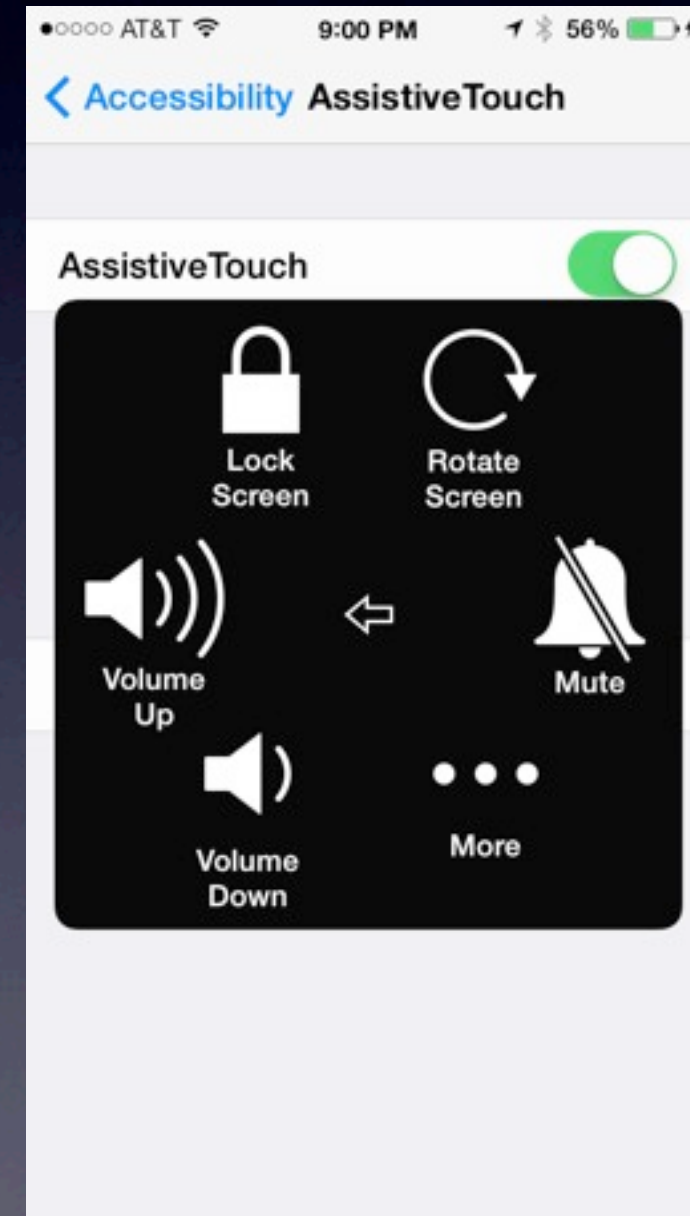 AT&T 9:00 PM 56%
Accessibility AssistiveTouch
AssistiveTouch
Lock
Screen
Rotate
Screen
Volume
Up
Mute
Volume
Down
More